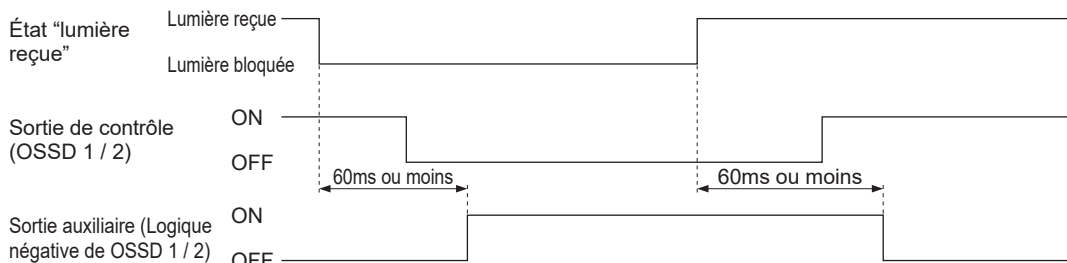 État “lumière
reçue”
Lumière reçue
Lumière bloquée
Sortie de contrôle
(OSSD 1 / 2)
ON
OFF
60ms ou moins
60ms ou moins
Sortie auxiliaire (Logique
négative de OSSD 1 / 2)
ON
OFF